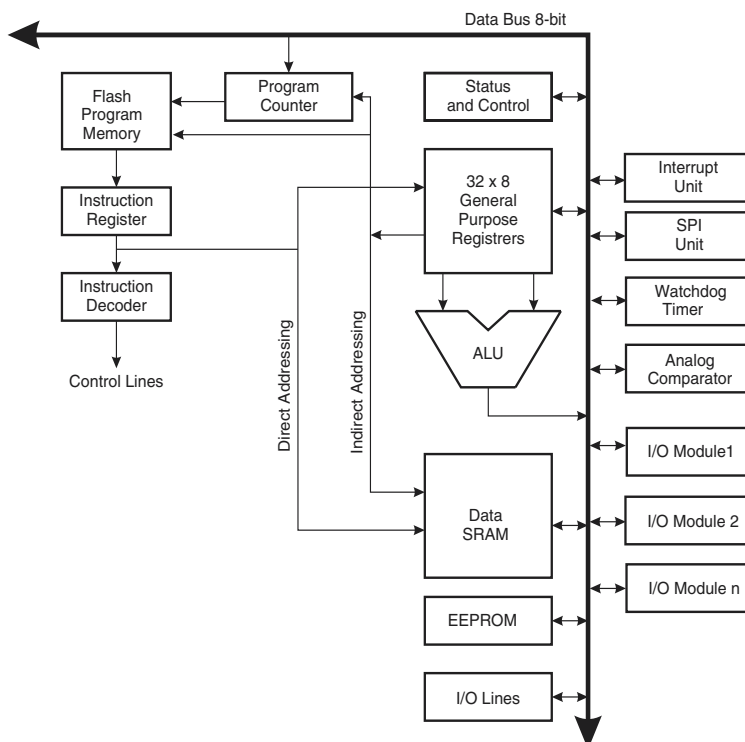 Data Bus 8-bit
Flash
Program
Memory
Program
Counter
Status
and Control
32 x 8
General
Purpose
Registrers
Interrupt
Unit
Instruction
Register
SPI
Unit
Instruction
Decoder
Watchdog
Timer
Control Lines
Direct Addressing
Indirect Addressing
ALU
Analog
Comparator
I/O Module1
Data
SRAM
I/O Module 2
I/O Module n
EEPROM
I/O Lines